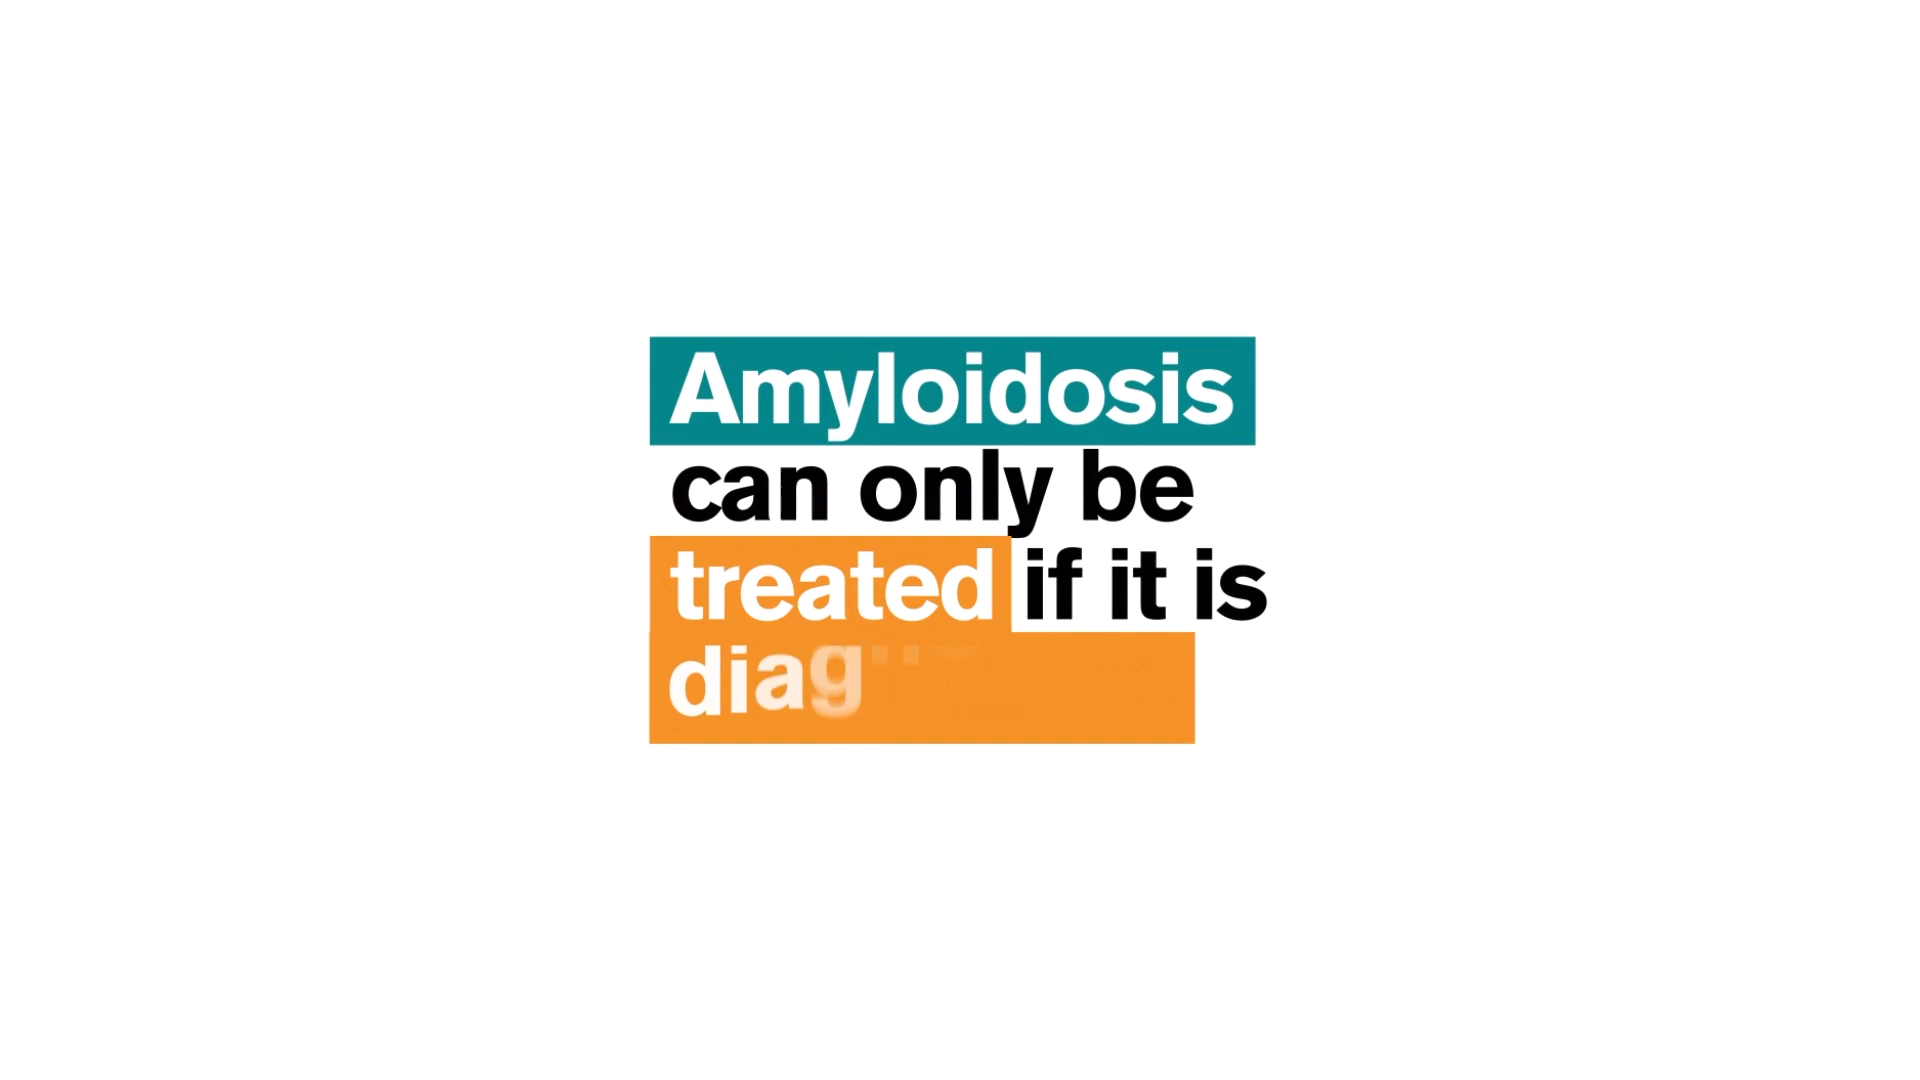 Amyloidosis
can only be
treated if it is
diag